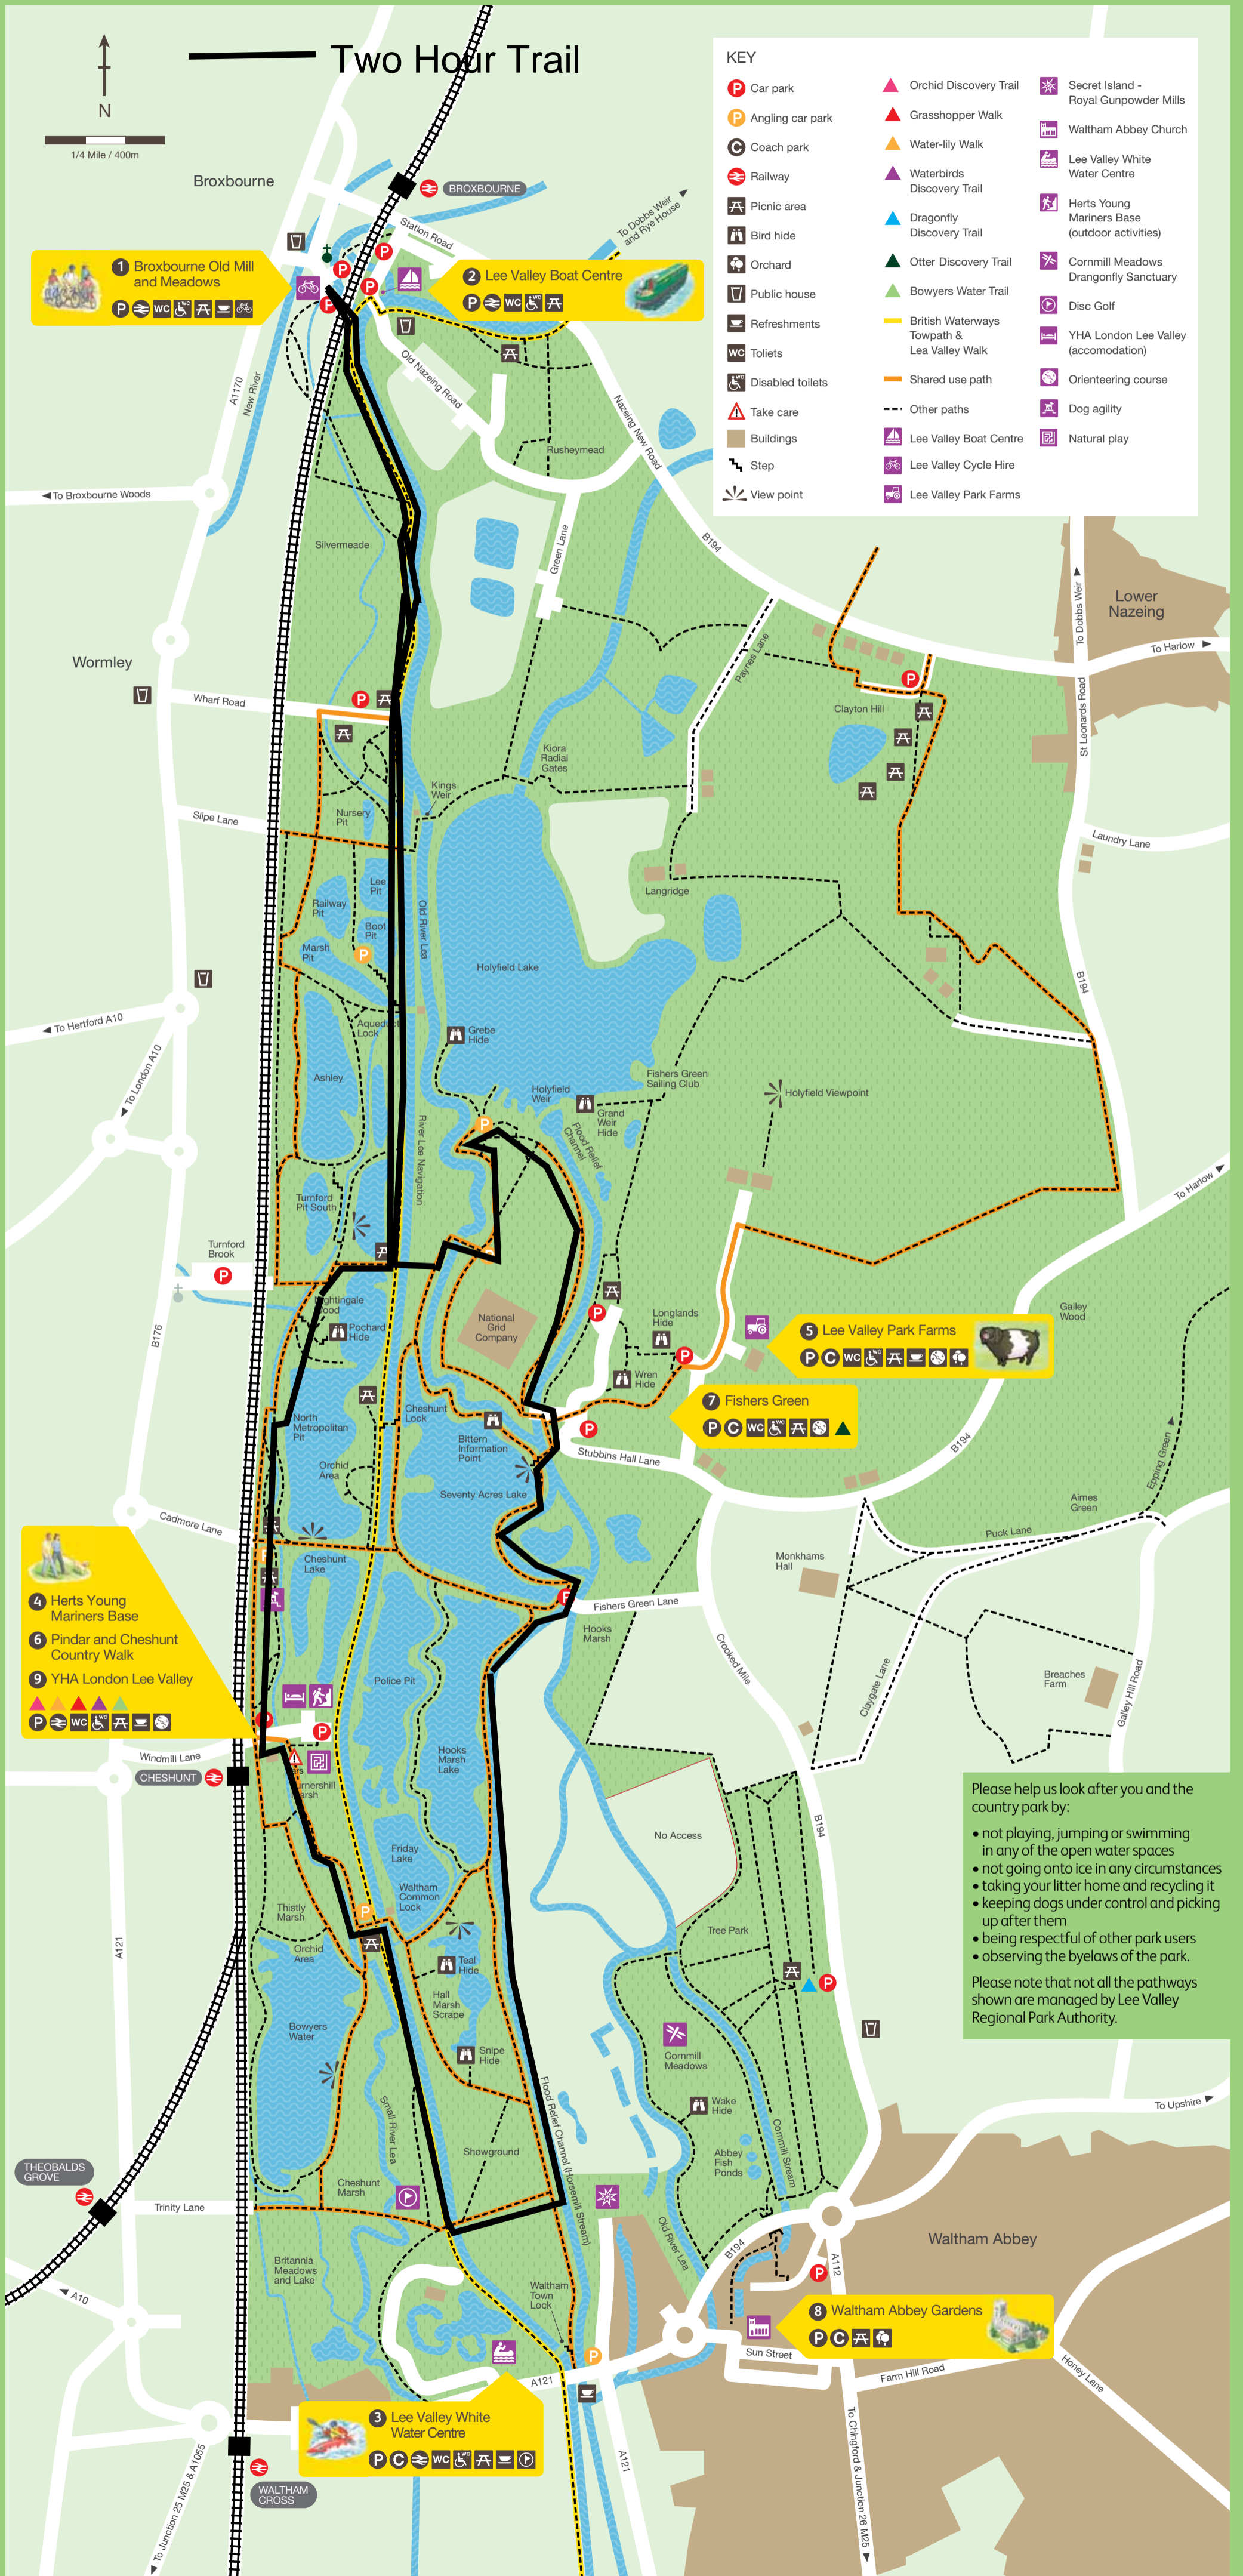 Two Hour Trail
N
1/4 Mile / 400m
KEY
Car park
Angling car park
Coach park
Railway
Picnic area
Bird hide
Orchard
Public house
Refreshments
Toliets
Disabled toilets
Take care
Buildings
Step
View point
Orchid Discovery Trail
Grasshopper Walk
Water-lily Walk
Waterbirds
Discovery Trail
Dragonfly
Discovery Trail
Otter Discovery Trail
Bowyers Water Trail
British Waterways
Towpath &
Lea Valley Walk
Shared use path
Other paths
Lee Valley Boat Centre
Lee Valley Cycle Hire
Lee Valley Park Farms
Secret Island -
Royal Gunpowder Mills
Waltham Abbey Church
Lee Valley White
Water Centre
Herts Young
Mariners Base
(outdoor activities)
Cornmill Meadows
Drangonfly Sanctuary
Disc Golf
YHA London Lee Valley
(accomodation)
Orienteering course
Dog agility
Natural play
Broxbourne
BROXBOURNE
Station Road
To Dobbs Weir
and Rye House
1 Broxbourne Old Mill
and Meadows
2 Lee Valley Boat Centre
A1170
New River
Old Nazeing Road
Nazeing New Road
Rusheymead
To Broxbourne Woods
Silvermeade
Green Lane
B194
Lower
Nazeing
To Dobbs Weir
To Harlow
St Leonards Road
Wormley
Wharf Road
Paynes Lane
Clayton Hill
Kiora
Radial
Gates
Kings
Weir
Nursery
Pit
Slipe Lane
Laundry Lane
Lee
Pit
Railway
Pit
Boot
Pit
Marsh
Pit
Old River Lea
Langridge
Holyfield Lake
B194
To Hertford A10
To London A10
Aqueduct
Lock
Grebe
Hide
Ashley
Fishers Green
Sailing Club
Holyfield
Weir
Grand
Weir
Hide
Holyfield Viewpoint
Flood Relief
Channel
River Lee Navigation
Turnford
Pit South
To Harlow
Turnford
Brook
B176
Pochard
Hide
National
Grid
Company
Longlands
Hide
Galley
Wood
5 Lee Valley Park Farms
Wren
Hide
7 Fishers Green
North
Metropolitan
Pit
Cheshunt
Lock
Bittern
Information
Point
Stubbins Hall Lane
B194
Epping Green
Orchid
Area
Seventy Acres Lake
Aimes
Green
Cadmore Lane
Puck Lane
Cheshunt
Lake
Monkhams
Hall
4 Herts Young
Mariners Base
6 Pindar and Cheshunt
Country Walk
9 YHA London Lee Valley
Fishers Green Lane
Hooks
Marsh
Crooked Mile
Claygate Lane
Breaches
Farm
Galley Hill Road
Police Pit
Windmill Lane
CHESHUNT
Hooks
Marsh
Lake
No Access
B194
Friday
Lake
Waltham
Common
Lock
Thistly
Marsh
Orchid
Area
A121
Tree Park
Teal
Hide
Hall
Marsh
Scrape
Bowyers
Water
Snipe
Hide
Cornmill
Meadows
Wake
Hide
Please help us look after you and the
country park by:
• not playing, jumping or swimming
in any of the open water spaces
• not going onto ice in any circumstances
• taking your litter home and recycling it
• keeping dogs under control and picking
up after them
• being respectful of other park users
• observing the byelaws of the park.
Please note that not all the pathways
shown are managed by Lee Valley
Regional Park Authority.
To Upshire
Small River Lea
Showground
Flood Relief Channel (Horsemill Stream)
Cornmill Stream
Abbey
Fish
Ponds
THEOBALDS
GROVE
Trinity Lane
Cheshunt
Marsh
Old River Lea
B194
A112
Waltham Abbey
Britannia
Meadows
and Lake
A10
Waltham
Town
Lock
8 Waltham Abbey Gardens
Sun Street
Farm Hill Road
Honey Lane
A121
3 Lee Valley White
Water Centre
A121
To Chingford & Junction 26 M25
To Junction 25 M25 & A1055
WALTHAM
CROSS